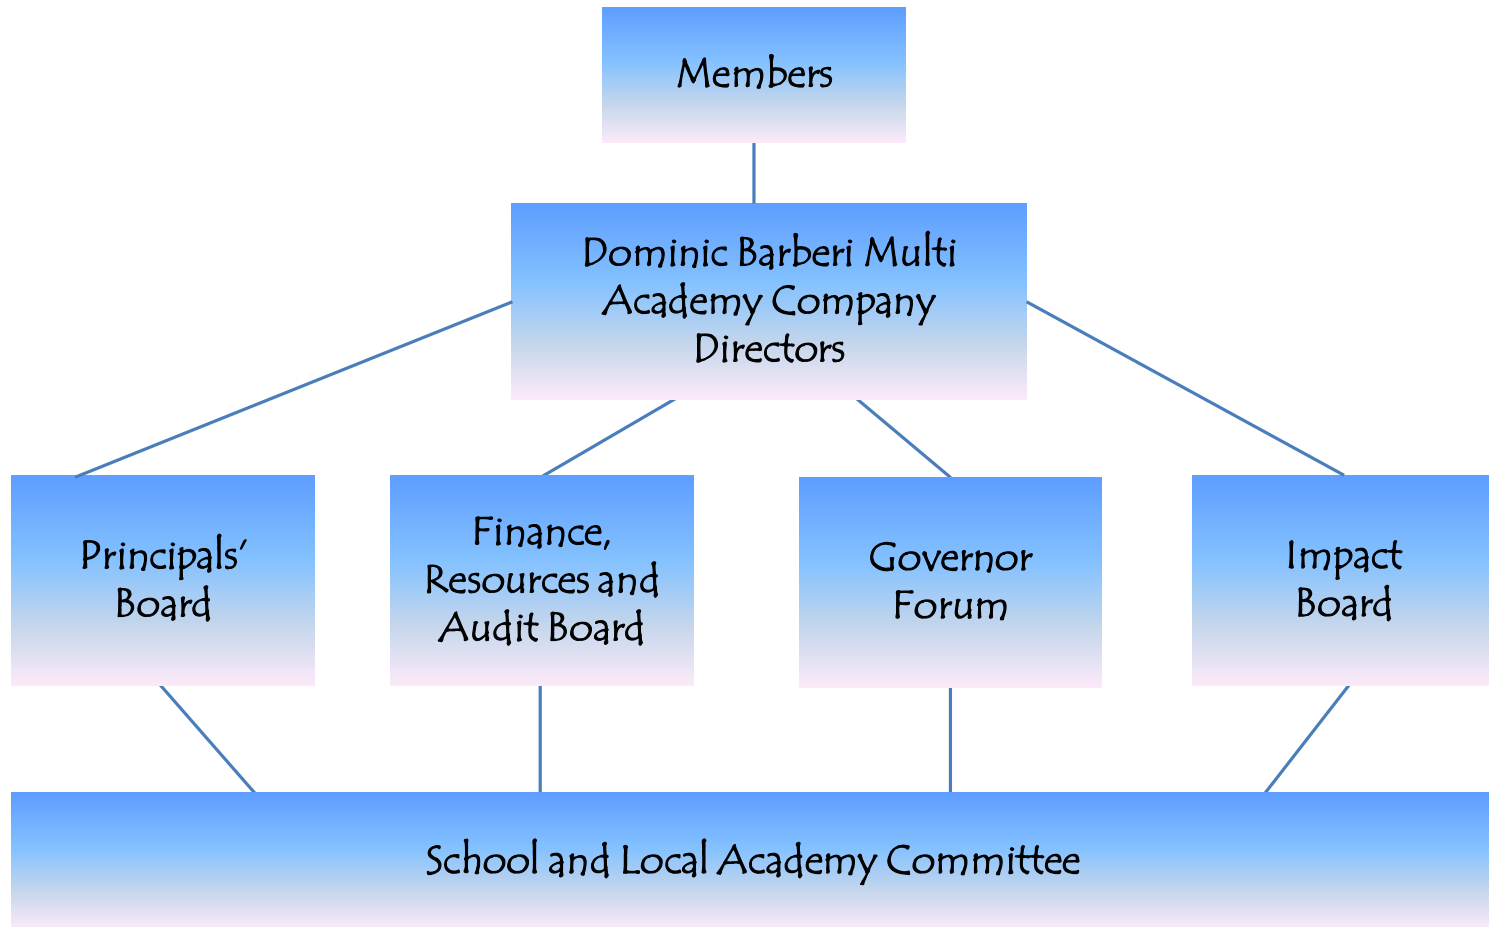 Members
Dominic Barberi Multi
Academy Company
Directors
Principals’
Board
Finance,
Resources and
Audit Board
Governor
Forum
Impact
Board
School and Local Academy Committee